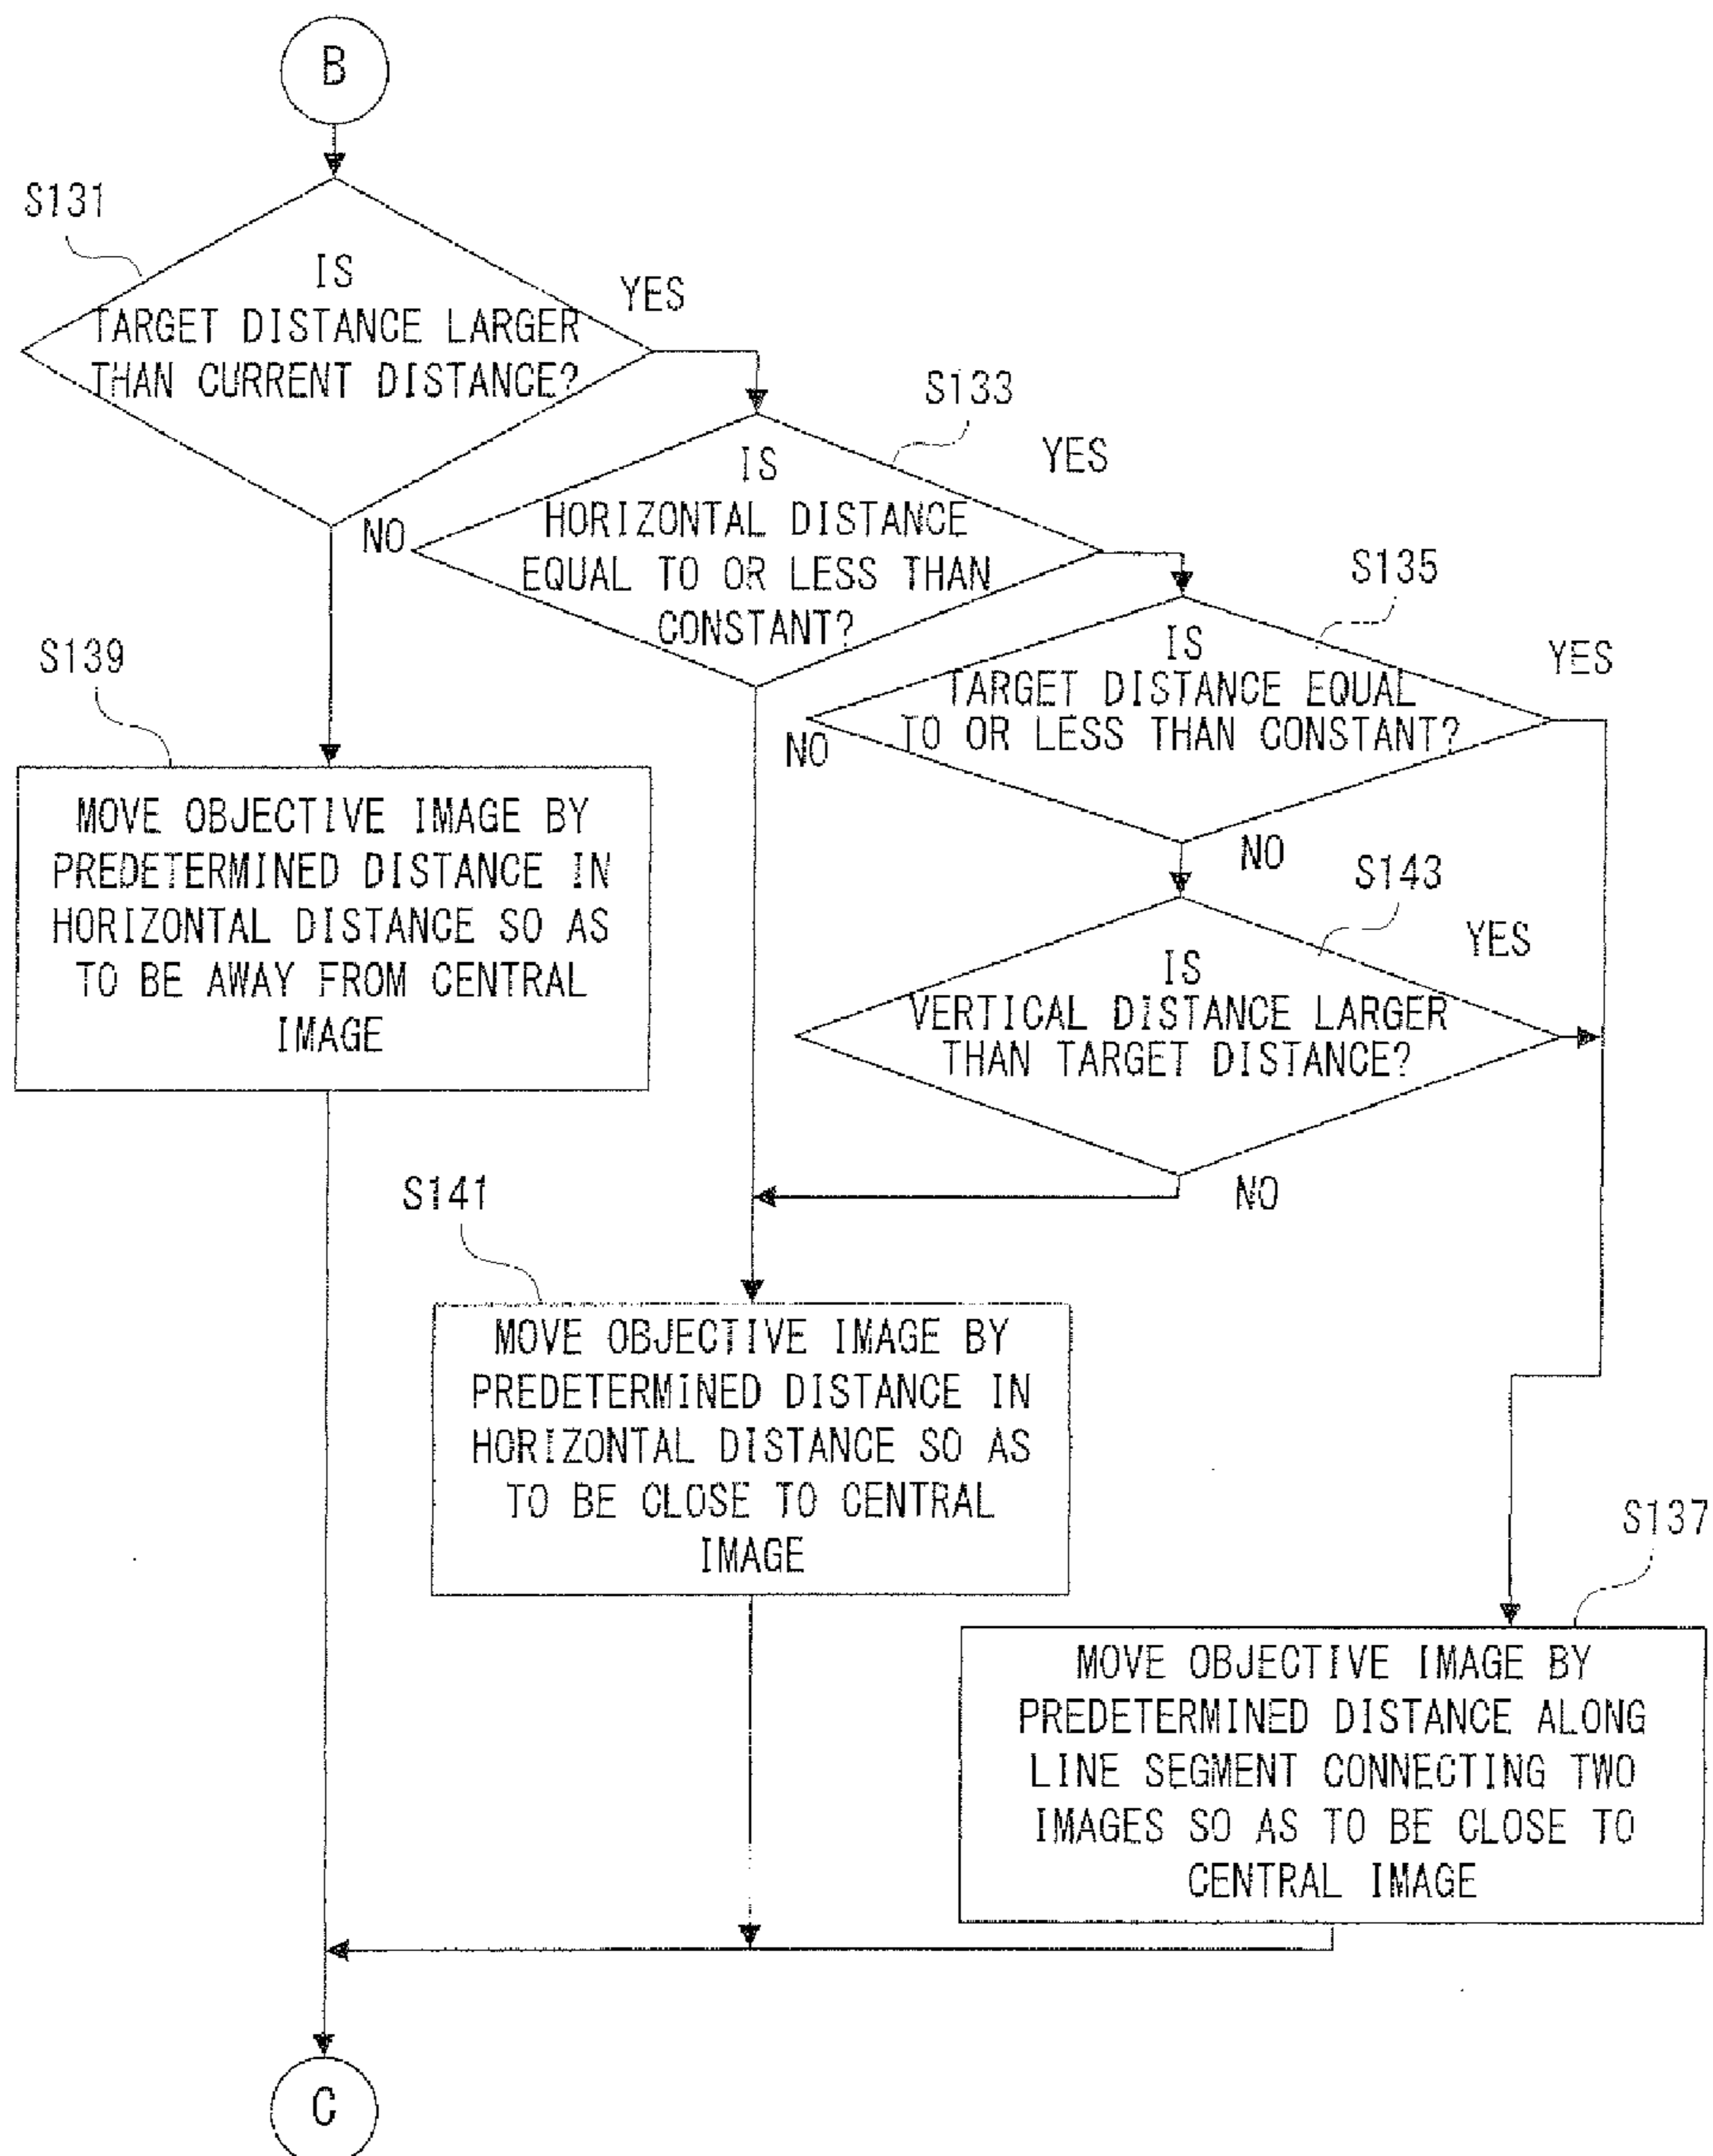 B
S131
IS
TARGET DISTANCE LARGER
THAN CURRENT DISTANCE?
YES
NO
S133
IS
HORIZONTAL DISTANCE
EQUAL TO OR LESS THAN
CONSTANT?
YES
NO
S135
IS
TARGET DISTANCE EQUAL
TO OR LESS THAN CONSTANT?
YES
NO
S139
MOVE OBJECTIVE IMAGE BY
PREDETERMINED DISTANCE IN
HORIZONTAL DISTANCE SO AS
TO BE AWAY FROM CENTRAL
IMAGE
S143
IS
VERTICAL DISTANCE LARGER
THAN TARGET DISTANCE?
YES
NO
S141
MOVE OBJECTIVE IMAGE BY
PREDETERMINED DISTANCE IN
HORIZONTAL DISTANCE SO AS
TO BE CLOSE TO CENTRAL
IMAGE
S137
MOVE OBJECTIVE IMAGE BY
PREDETERMINED DISTANCE ALONG
LINE SEGMENT CONNECTING TWO
IMAGES SO AS TO BE CLOSE TO
CENTRAL IMAGE
C